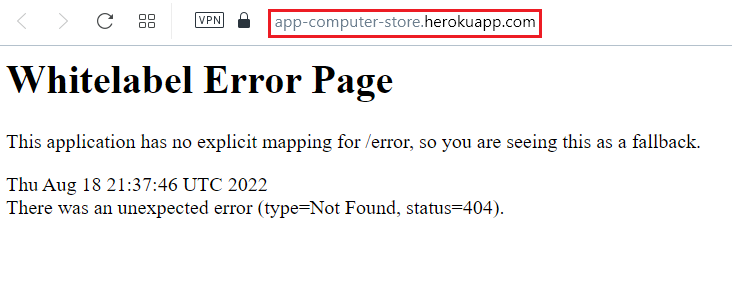 VPN app-computer-store.herokuapp.com
Whitelabel Error Page
This application has no explicit mapping for /error, so you are seeing this as a fallback.
Thu Aug 18 21:37:46 UTC 2022
There was an unexpected error (type=Not Found, status=404).